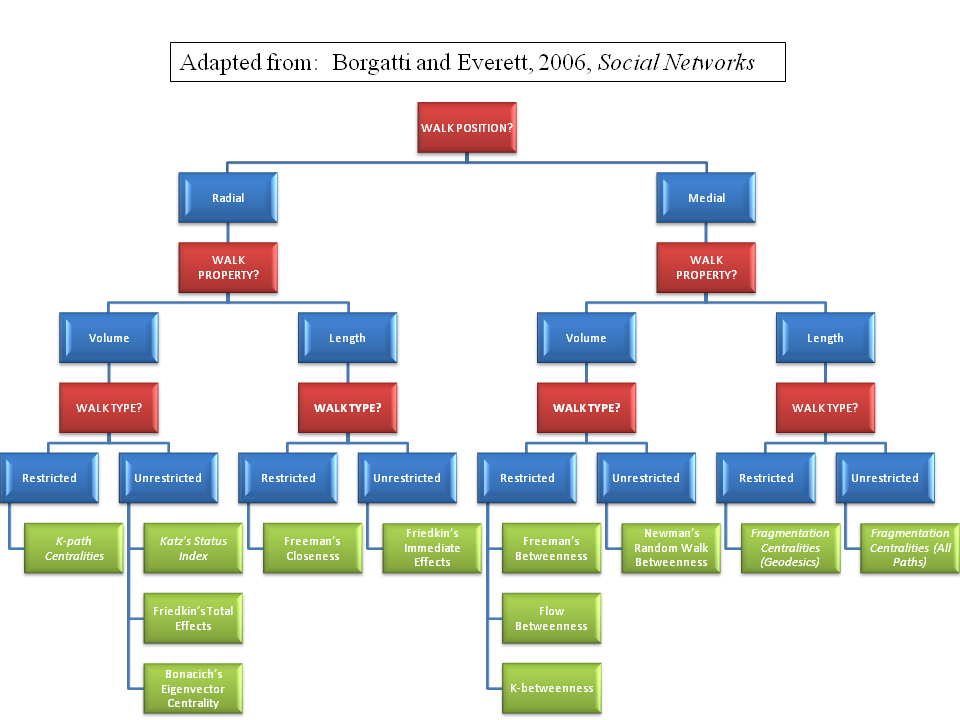 Adapted from: Borgatti and Everett, 2006, Social Networks
WALK POSITION?
Radial
Medial
WALK
PROPERTY?
WALK
PROPERTY?
Volume
Length
Volume
Length
WALK TYPE?
WALK TYPE?
WALK TYPE?
WALK TYPE?
Restricted
Unrestricted
Restricted
Unrestricted
Restricted
Unrestricted
Restricted
Unrestricted
K-path
Centralities
Katz's Status
Index
Freeman's
Closeness
Friedkin's
Immediate
Effects
Freeman's
Betweenness
Newman's
Random Walk
Betweenness
Fragmentation
Centralities
(Geodesics)
Fragmentation
Centralities (All
Paths)
Friedkin's Total
Effects
Flow
Betweenness
Bonacich's
Eigenvector
Centrality
K-betweenness